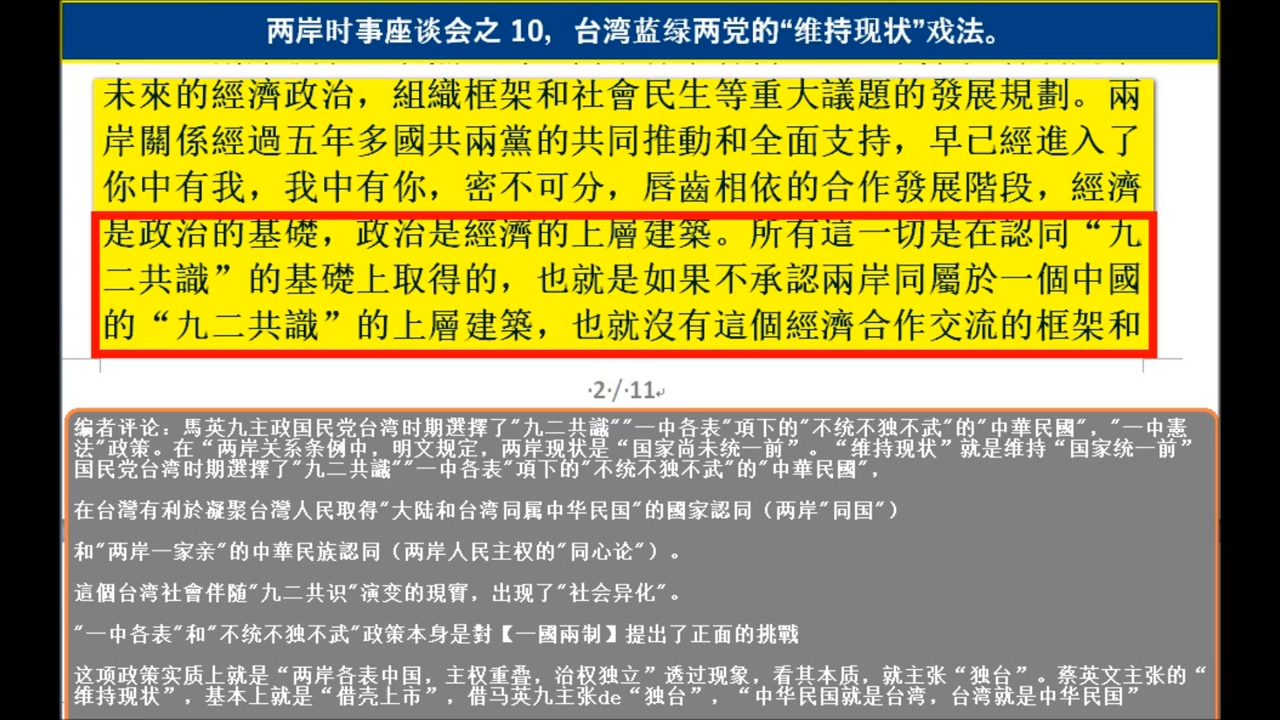 两岸时事座谈会之 10，台湾蓝绿两党的“维持现状”戏法。
未來的經濟政治，組織框架和社會民生等重大議題的發展規劃。兩
岸關係經過五年多國共兩黨的共同推動和全面支持，早已經進入了
你中有我，我中有你，密不可分，唇齒相依的合作發展階段，經濟
是政治的基礎，政治是經濟的上層建築。所有這一切是在認同“九
二共識”的基礎上取得的，也就是如果不承認兩岸同屬於一個中國
的“九二共識”的上層建築，也就沒有這個經濟合作交流的框架和
·2·/·11
编者评论：馬英九主政国民党台湾时期選擇了"九二共識""一中各表"項下的"不统不独不武"的"中華民國"，"一中憲
法"政策。在“两岸关系条例中，明文规定，两岸现状是“国家尚未统一前”。“维持现状”就是维持“国家统一前”
国民党台湾时期選擇了"九二共識""一中各表"項下的"不统不独不武"的"中華民國"，
在台灣有利於凝聚台灣人民取得"大陆和台湾同属中华民国"的國家認同（两岸"同国"）
和"两岸一家亲"的中華民族認同（两岸人民主权的"同心论"）。
這個台湾社會伴随"九二共识"演变的現實，出现了"社会异化"。
"一中各表"和"不统不独不武"政策本身是對【一國兩制】提出了正面的挑戰
这项政策实质上就是“两岸各表中国，主权重叠，治权独立”透过现象，看其本质，就主张“独台”。蔡英文主张的“
维持现状”，基本上就是“借壳上市”，借马英九主张de“独台”，“中华民国就是台湾，台湾就是中华民国”